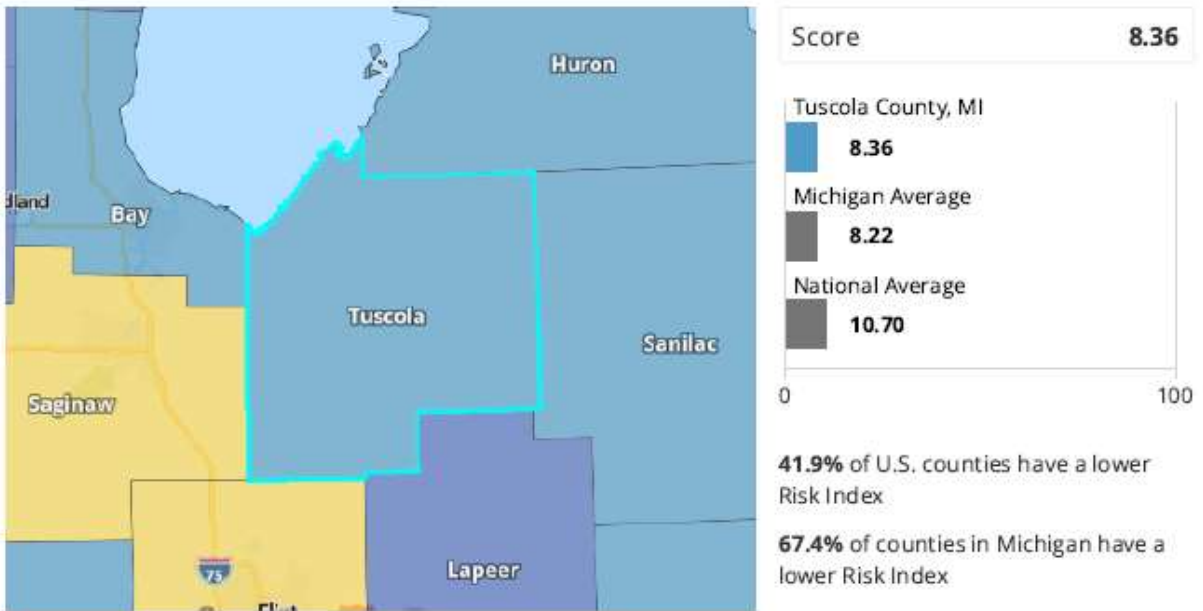 Huron
dland
Bay
Tuscola
Sanilac
Saginaw
75
Lapeer
Score 8.36
Tuscola County, MI
8.36
Michigan Average
8.22
National Average
10.70
0 100
41.9% of U.S. counties have a lower
Risk Index
67.4% of counties in Michigan have a
lower Risk Index